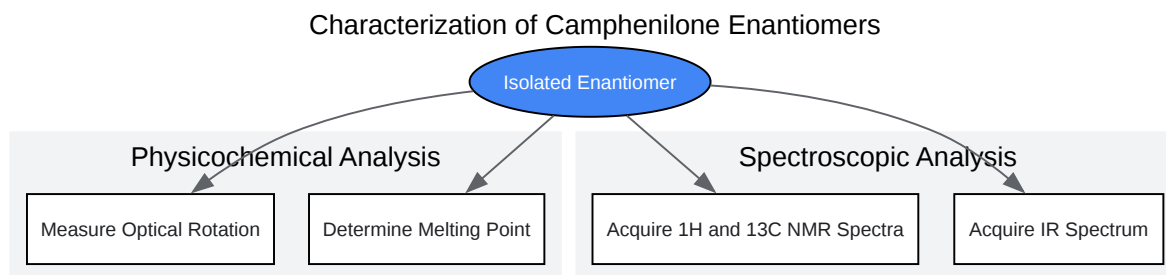 Characterization of Camphenilone Enantiomers
Isolated Enantiomer
Physicochemical Analysis
Spectroscopic Analysis
Measure Optical Rotation
Determine Melting Point
Acquire 1H and 13C NMR Spectra
Acquire IR Spectrum